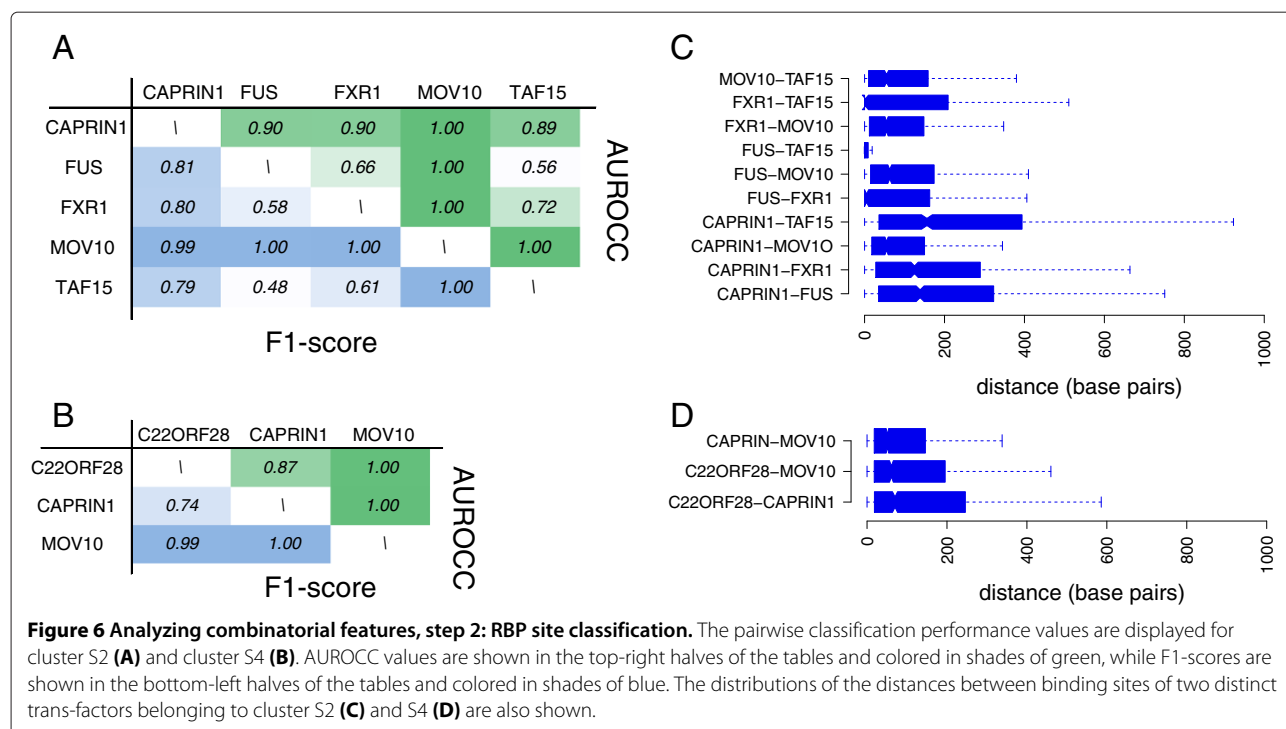 A
CAPRIN1 FUS FXR1 MOV10 TAF15
CAPRIN1 \ 0.90 0.90 1.00 0.89
FUS 0.81 \ 0.66 1.00 0.56
FXR1 0.80 0.58 \ 1.00 0.72
MOV10 0.99 1.00 1.00 \ 1.00
TAF15 0.79 0.48 0.61 1.00 \
AUROCC
F1-score
B
C22ORF28 CAPRIN1 MOV10
C22ORF28 \ 0.87 1.00
CAPRIN1 0.74 \ 1.00
MOV10 0.99 1.00 \
AUROCC
F1-score
C
MOV10−TAF15
FXR1−TAF15
FXR1−MOV10
FUS−TAF15
FUS−MOV10
FUS−FXR1
CAPRIN1−TAF15
CAPRIN1−MOV1O
CAPRIN1−FXR1
CAPRIN1−FUS
0 200 400 600 800 1000
distance (base pairs)
D
CAPRIN−MOV10
C22ORF28−MOV10
C22ORF28−CAPRIN1
0 200 400 600 800 1000
distance (base pairs)
Figure 6 Analyzing combinatorial features, step 2: RBP site classification. The pairwise classification performance values are displayed for
cluster S2 (A) and cluster S4 (B). AUROCC values are shown in the top-right halves of the tables and colored in shades of green, while F1-scores are
shown in the bottom-left halves of the tables and colored in shades of blue. The distributions of the distances between binding sites of two distinct
trans-factors belonging to cluster S2 (C) and S4 (D) are also shown.